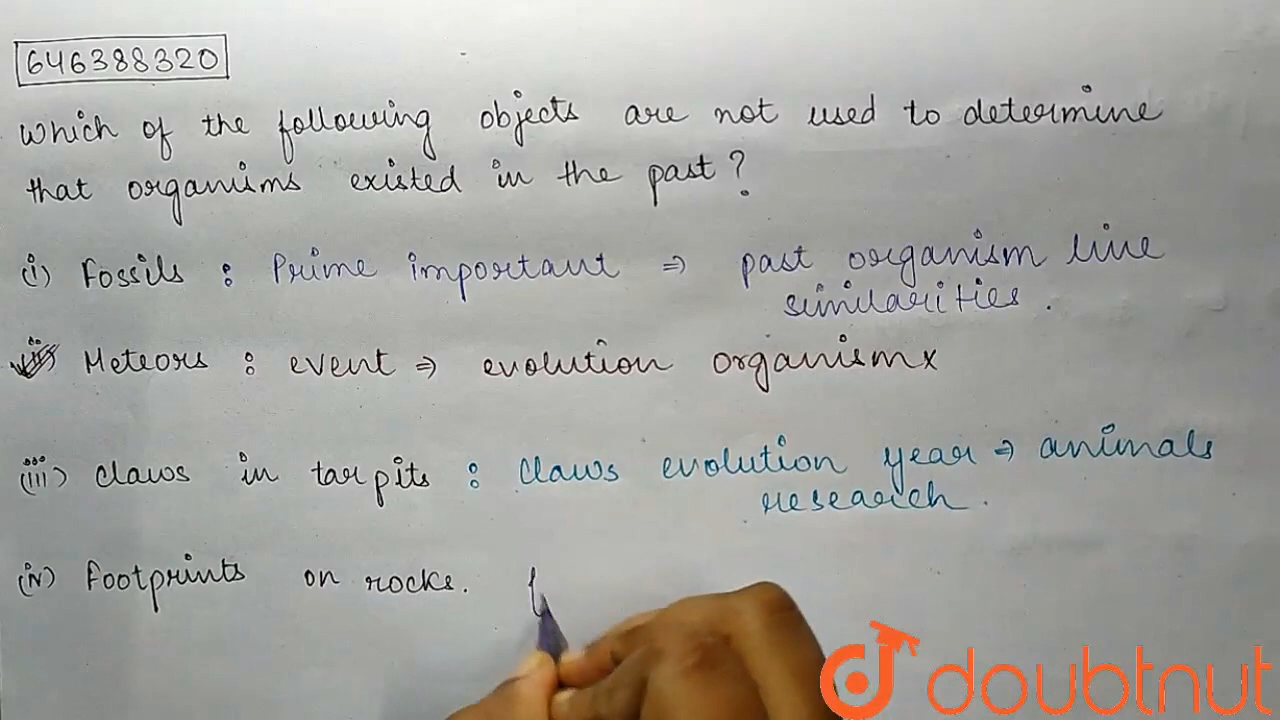 646388320
Which of the following objects are not used to determine
that organisms existed in the past?
(i) Fossils : Prime important ⇒ past organism line
similarities.
(ii) Meteors : event ⇒ evolution organism x
(iii) Claws in tarpits : Claws evolution year ⇒ animals
research.
(iv) Footprints on rocks.
doubtnut